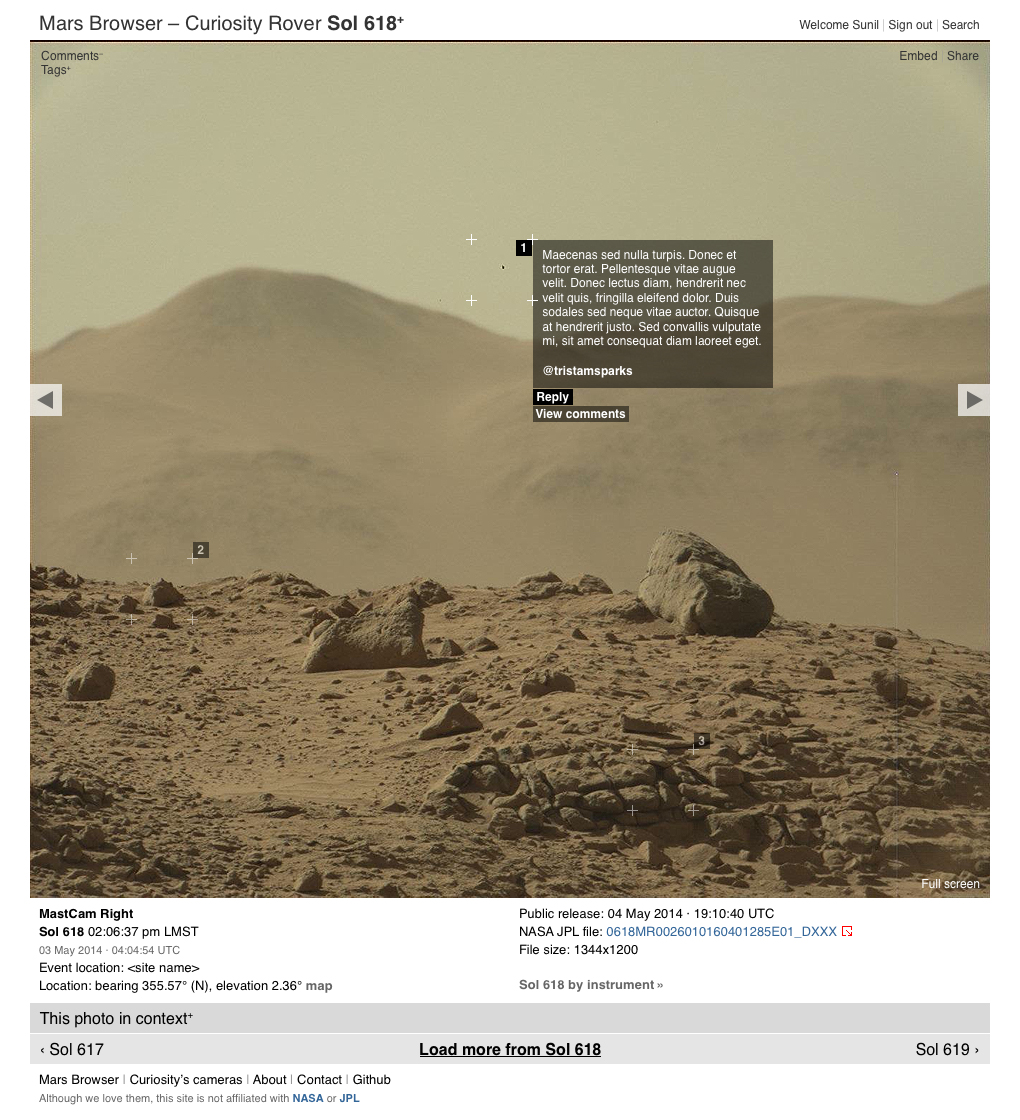 Mars Browser – Curiosity Rover Sol 618+
Welcome Sunil | Sign out | Search
Comments–
Tags+
Embed Share
1
Maecenas sed nulla turpis. Donec et
tortor erat. Pellentesque vitae augue
velit. Donec lectus diam, hendrerit nec
velit quis, fringilla eleifend dolor. Duis
sodales sed neque vitae auctor. Quisque
at hendrerit justo. Sed convallis vulputate
mi, sit amet consequat diam laoreet eget.
@tristamsparks
Reply
View comments
2
3
Full screen
MastCam Right
Sol 618 02:06:37 pm LMST
03 May 2014 · 04:04:54 UTC
Event location: <site name>
Location: bearing 355.57° (N), elevation 2.36° map
Public release: 04 May 2014 · 19:10:40 UTC
NASA JPL file: 0618MR0026010160401285E01_DXXX
File size: 1344x1200
Sol 618 by instrument »
This photo in context+
‹ Sol 617
Load more from Sol 618
Sol 619 ›
Mars Browser | Curiosity’s cameras | About | Contact | Github
Although we love them, this site is not affiliated with NASA or JPL